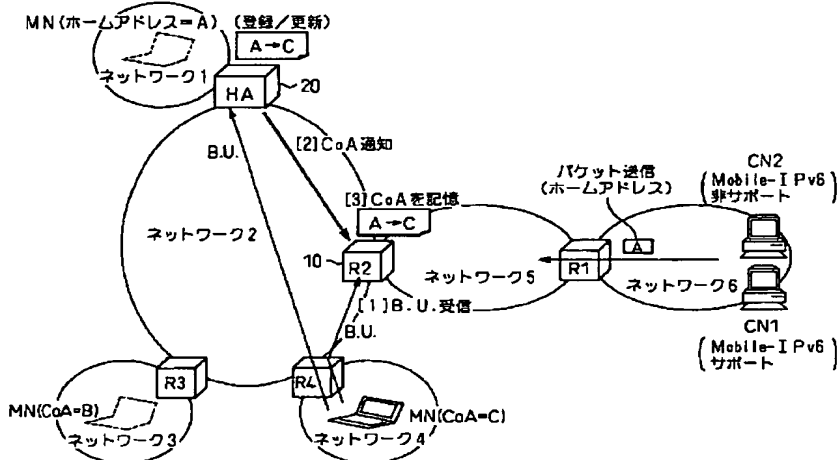 MN(ホームアドレス=A) (登録/更新)
A→C
ネットワーク1
HA
20
B.U.
[2]CoA通知
[3]CoAを記憶
A→C
パケット送信
(ホームアドレス)
A
CN2
(Mobile-IPv6
非サポート)
ネットワーク2
10
R2
ネットワーク5
R1
ネットワーク6
[1]B.U.受信
B.U.
CN1
(Mobile-IPv6
サポート)
R3
R4
MN(CoA=B)
ネットワーク3
MN(CoA=C)
ネットワーク4